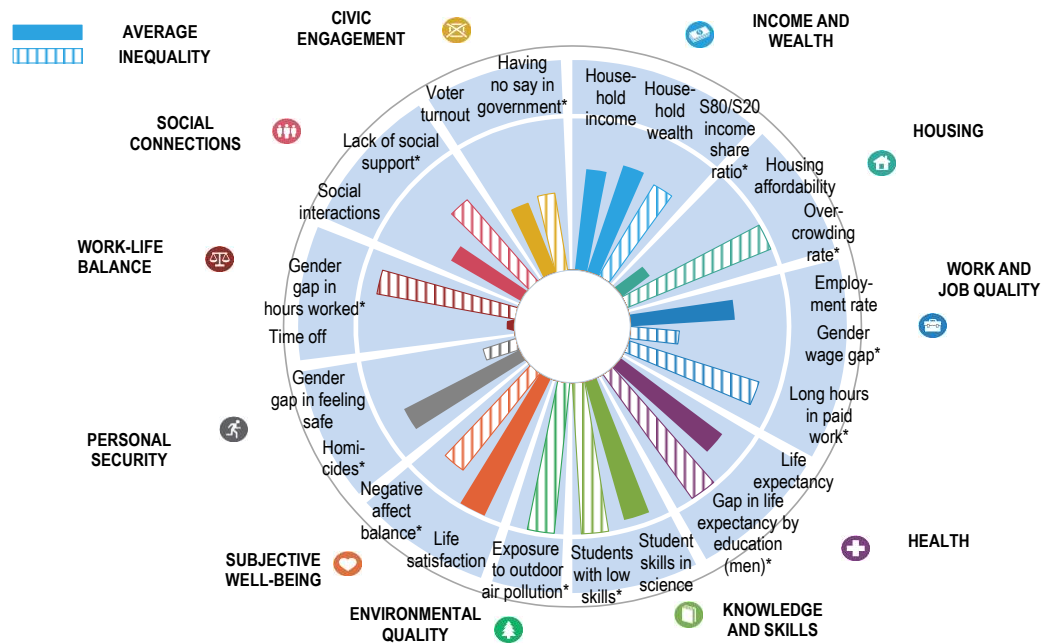 AVERAGE
INEQUALITY
CIVIC
ENGAGEMENT
INCOME AND
WEALTH
HOUSING
WORK AND
JOB QUALITY
HEALTH
KNOWLEDGE
AND SKILLS
ENVIRONMENTAL
QUALITY
SUBJECTIVE
WELL-BEING
PERSONAL
SECURITY
WORK-LIFE
BALANCE
SOCIAL
CONNECTIONS
House-
hold
income
House-
hold
wealth
S80/S20
income
share
ratio*
Housing
affordability
Over-
crowding
rate*
Employ-
ment rate
Gender
wage gap*
Long hours
in paid
work*
Life
expectancy
Gap in life
expectancy by
education
(men)*
Student
skills in
science
Students
with low
skills*
Exposure
to outdoor
air pollution*
Life
satisfaction
Negative
affect
balance*
Homi-
cides*
Gender
gap in feeling
safe
Time off
Gender
gap in
hours worked*
Social
interactions
Lack of social
support*
Voter
turnout
Having
no say in
government*